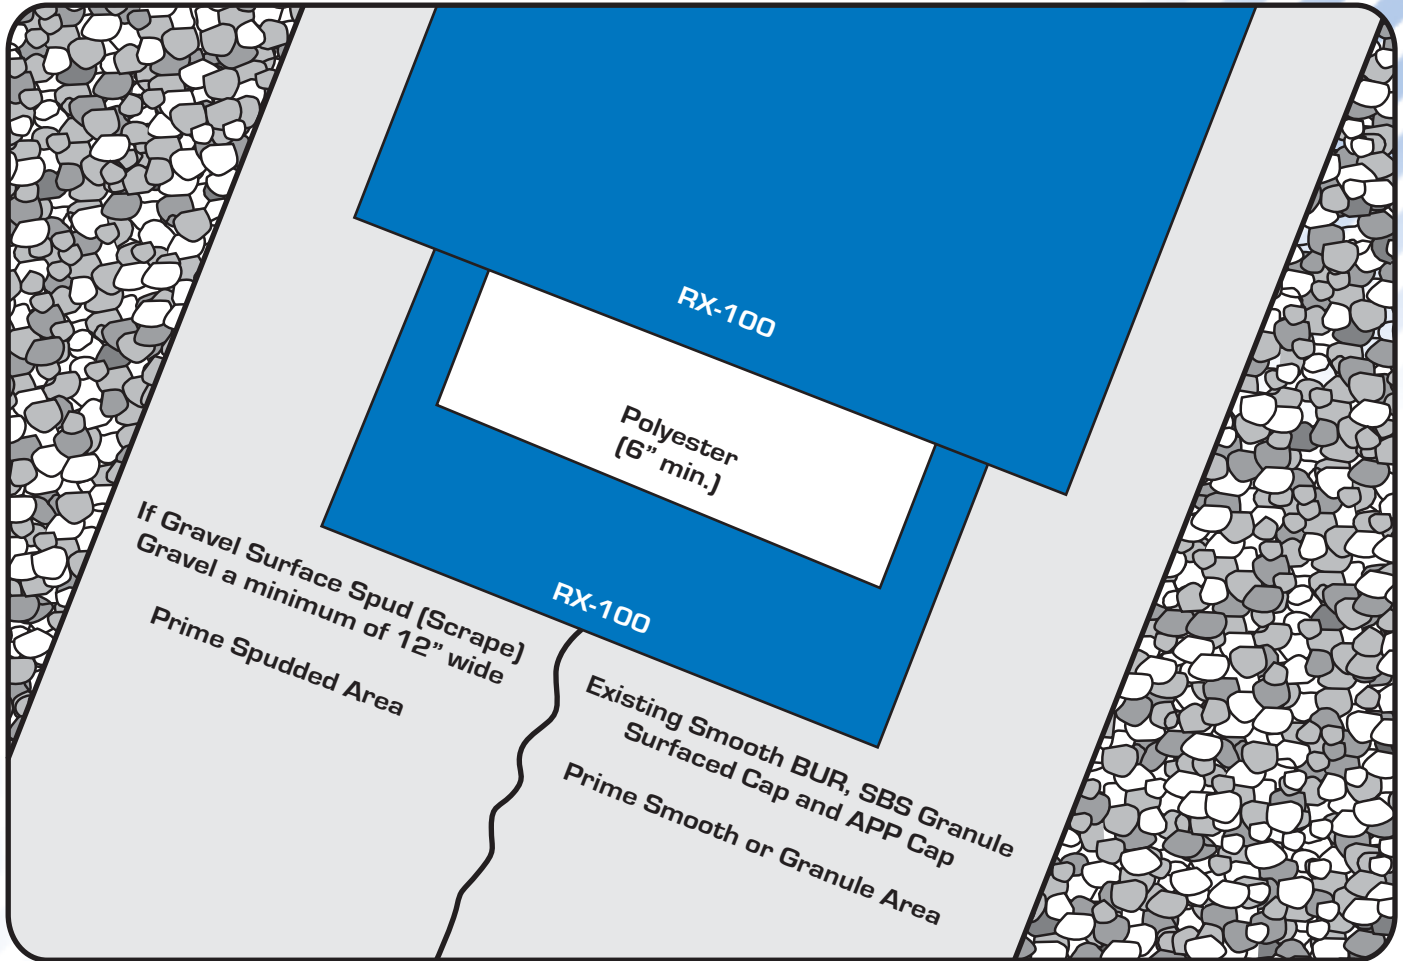 RX-100
Polyester
(6” min.)
RX-100
If Gravel Surface Spud (Scrape)
Gravel a minimum of 12” wide
Prime Spudded Area
Existing Smooth BUR, SBS Granule
Surfaced Cap and APP Cap
Prime Smooth or Granule Area